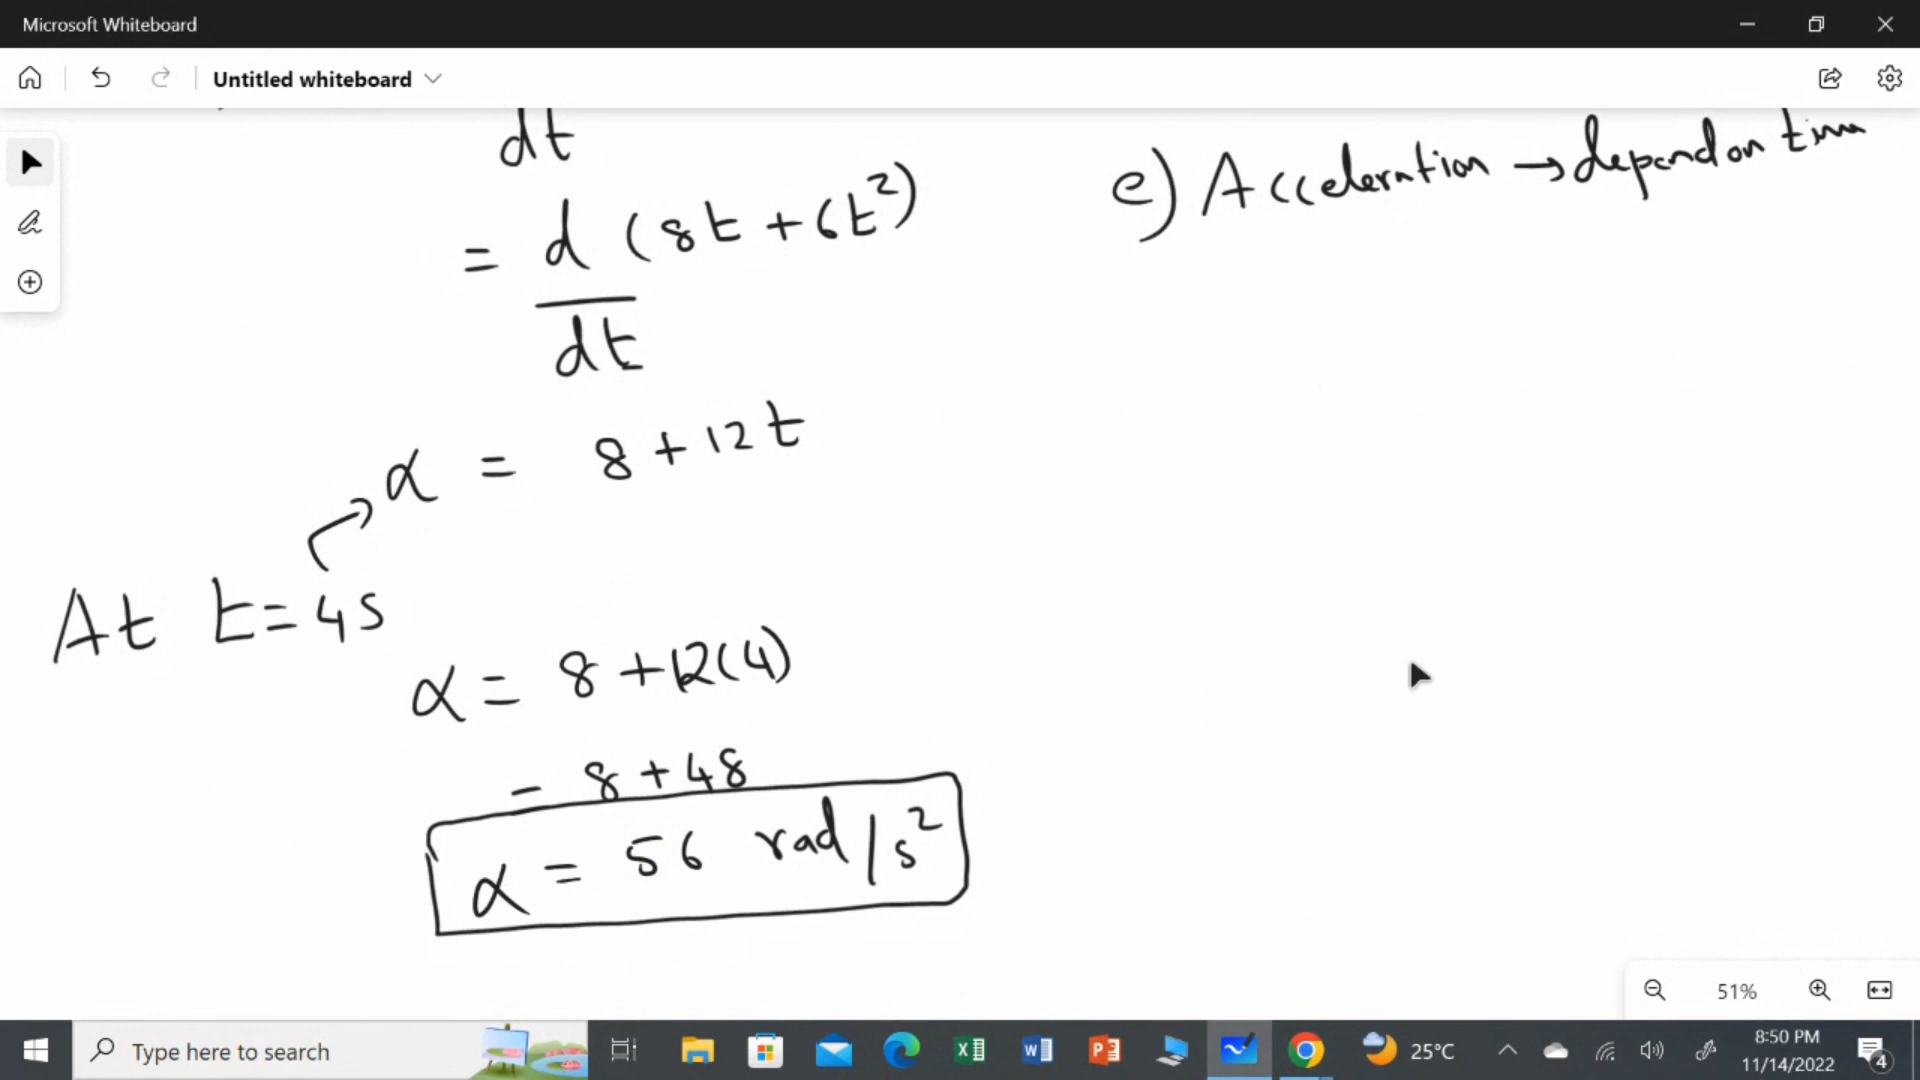 Microsoft Whiteboard
Untitled whiteboard
dt
= d (8t + 6t²)
dt
α = 8 + 12t
At t = 4s
α = 8 + 12(4)
= 8 + 48
α = 56 rad/s²
e) Acceleration → depend on time
51%
Type here to search
25°C
8:50 PM
11/14/2022
4